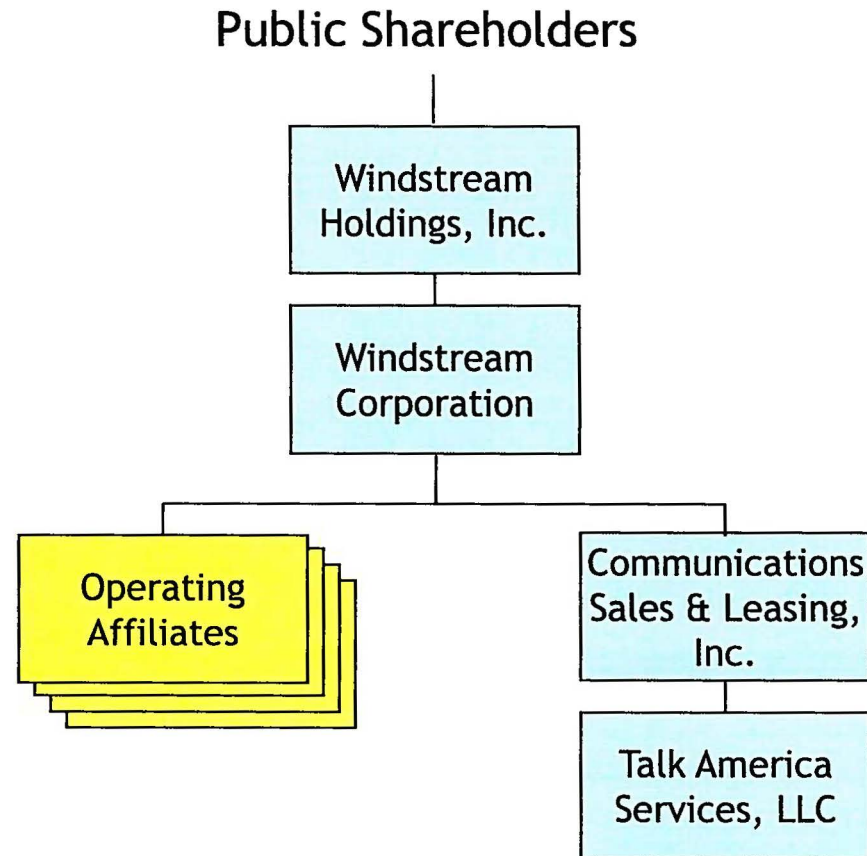 Public Shareholders
Windstream
Holdings, Inc.
Windstream
Corporation
Operating
Affiliates
Communications
Sales & Leasing,
Inc.
Talk America
Services, LLC